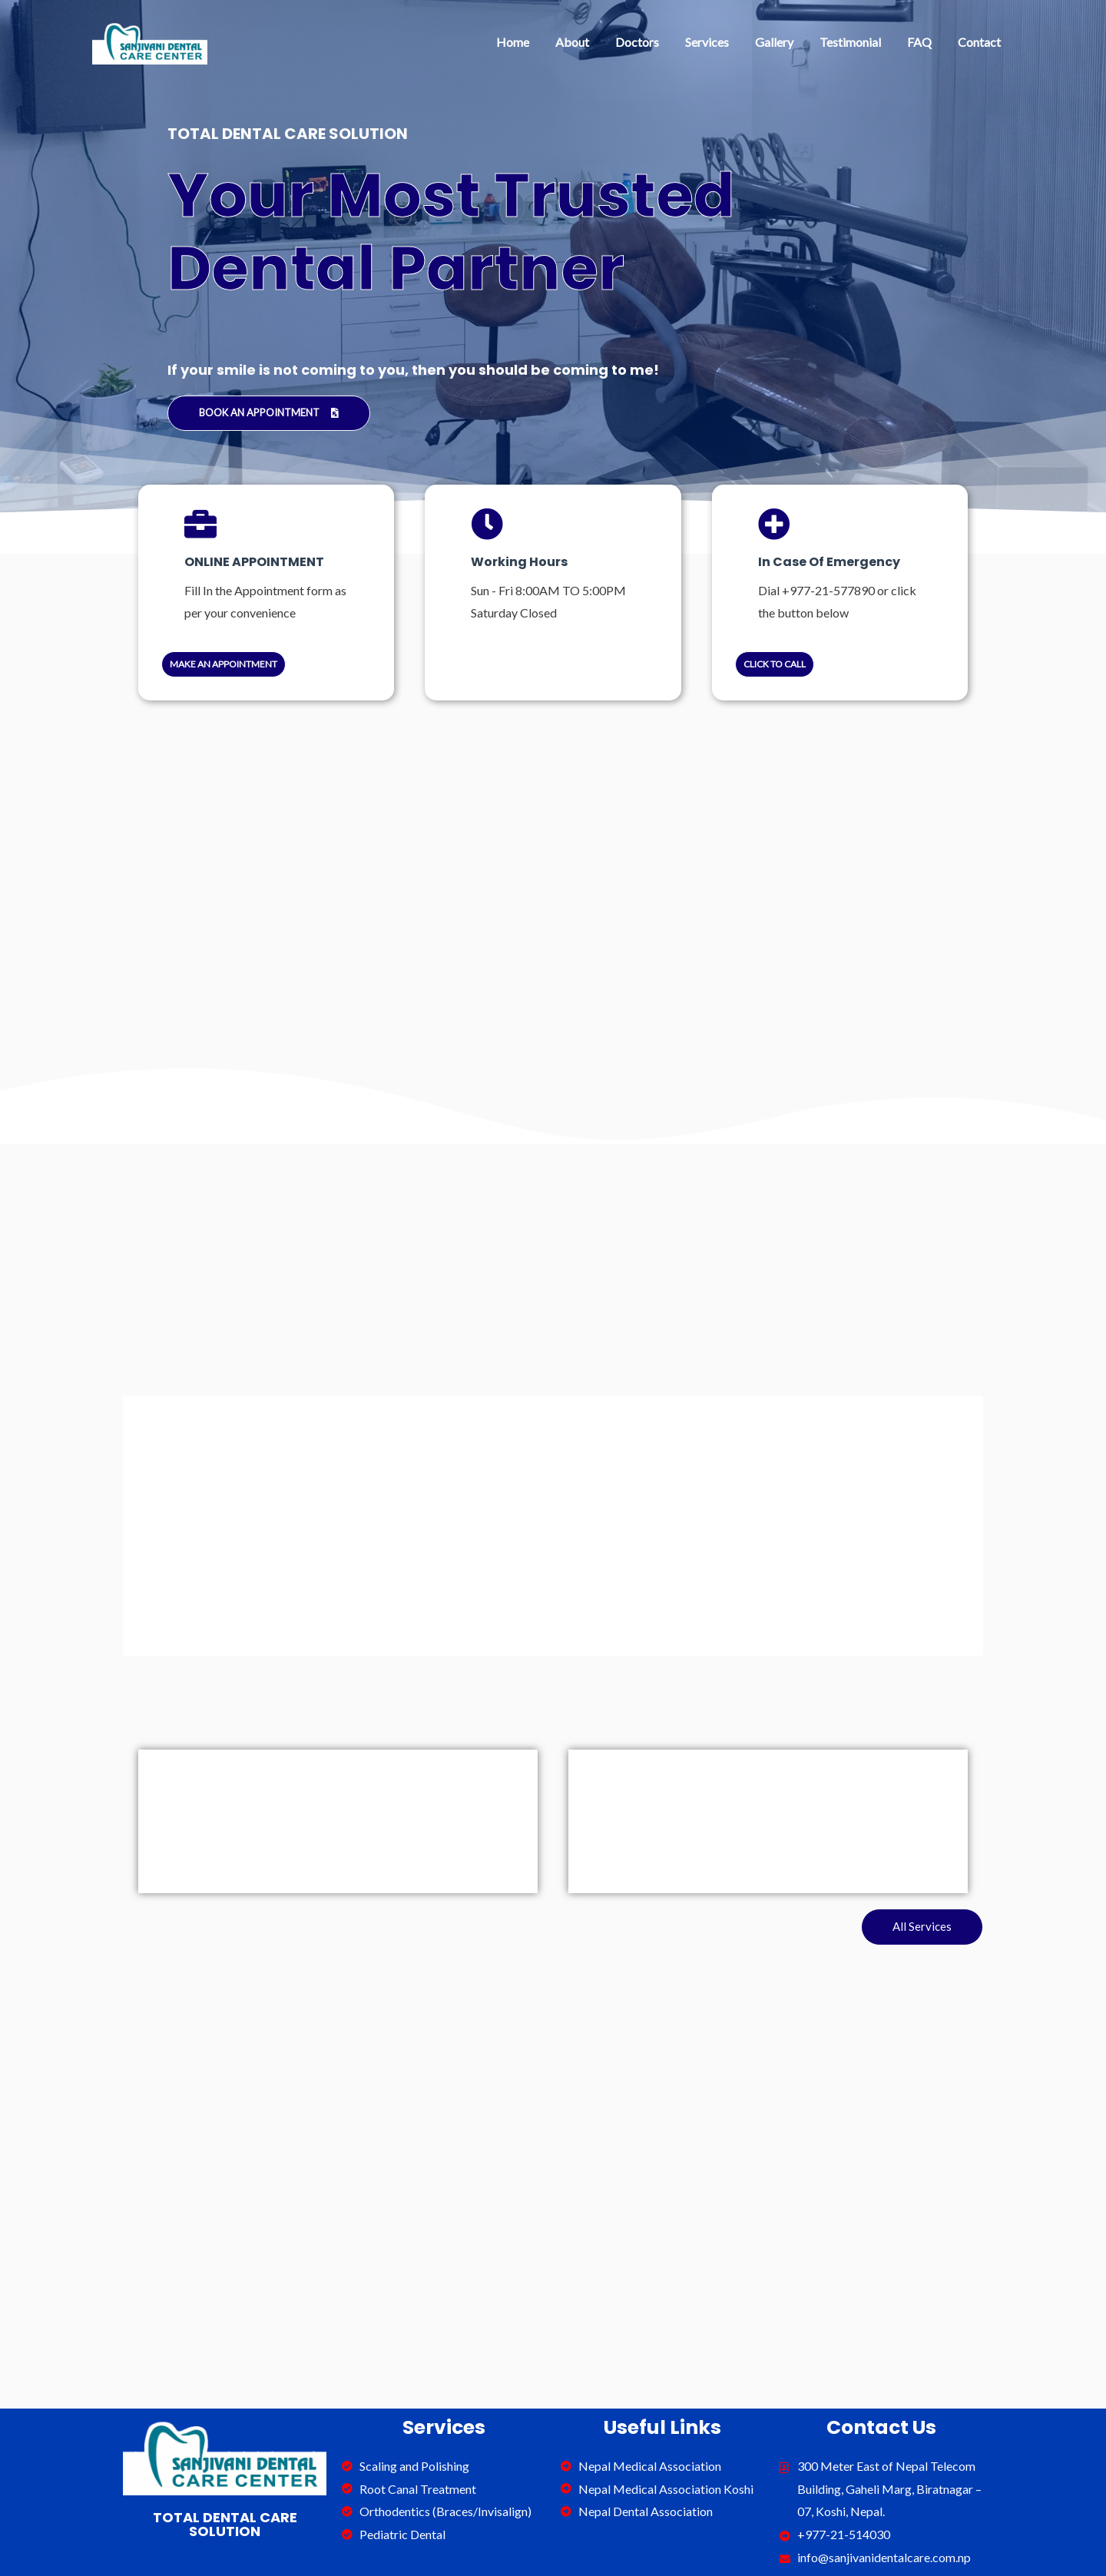 SANJIVANI DENTAL
CARE CENTER
Home About Doctors Services Gallery Testimonial FAQ Contact
TOTAL DENTAL CARE SOLUTION
Your Most Trusted
Dental Partner
If your smile is not coming to you, then you should be coming to me!
BOOK AN APPOINTMENT
ONLINE APPOINTMENT
Fill In the Appointment form as
per your convenience
MAKE AN APPOINTMENT
Working Hours
Sun - Fri 8:00AM TO 5:00PM
Saturday Closed
In Case Of Emergency
Dial +977-21-577890 or click
the button below
CLICK TO CALL
All Services
SANJIVANI DENTAL
CARE CENTER
TOTAL DENTAL CARE
SOLUTION
Services
Scaling and Polishing
Root Canal Treatment
Orthodentics (Braces/Invisalign)
Pediatric Dental
Useful Links
Nepal Medical Association
Nepal Medical Association Koshi
Nepal Dental Association
Contact Us
300 Meter East of Nepal Telecom
Building, Gaheli Marg, Biratnagar –
07, Koshi, Nepal.
+977-21-514030
info@sanjivanidentalcare.com.np